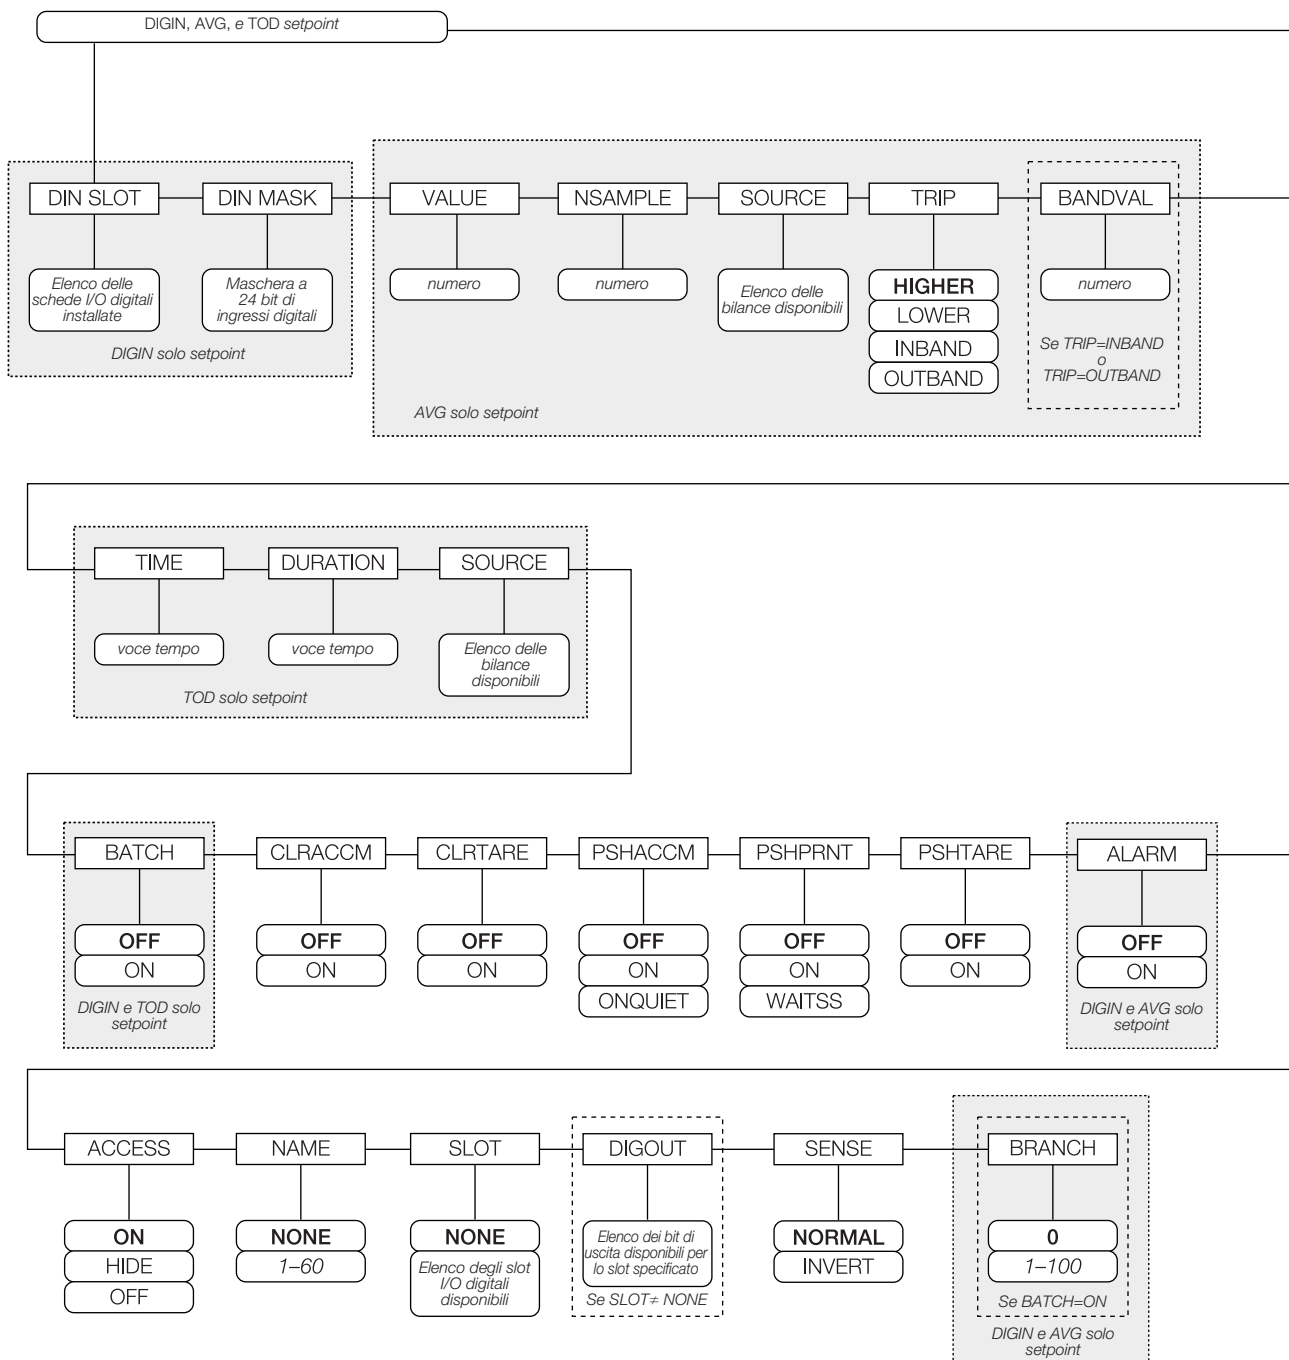 DIGIN, AVG, e TOD setpoint
DIN SLOT
DIN MASK
VALUE
NSAMPLE
SOURCE
TRIP
BANDVAL
Elenco delle
schede I/O digitali
installate
Maschera a
24 bit di
ingressi digitali
numero
numero
Elenco delle
bilance disponibili
HIGHER
LOWER
INBAND
OUTBAND
numero
Se TRIP=INBAND
o
TRIP=OUTBAND
DIGIN solo setpoint
AVG solo setpoint
TIME
DURATION
SOURCE
voce tempo
voce tempo
Elenco delle
bilance
disponibili
TOD solo setpoint
BATCH
CLRACCM
CLRTARE
PSHACCM
PSHPRNT
PSHTARE
ALARM
OFF
ON
OFF
ON
OFF
ON
OFF
ON
ONQUIET
OFF
ON
WAITSS
OFF
ON
OFF
ON
DIGIN e TOD solo
setpoint
DIGIN e AVG solo
setpoint
ACCESS
NAME
SLOT
DIGOUT
SENSE
BRANCH
ON
HIDE
OFF
NONE
1–60
NONE
Elenco degli slot
I/O digitali
disponibili
Elenco dei bit di
uscita disponibili per
lo slot specificato
Se SLOT≠ NONE
NORMAL
INVERT
0
1–100
Se BATCH=ON
DIGIN e AVG solo
setpoint